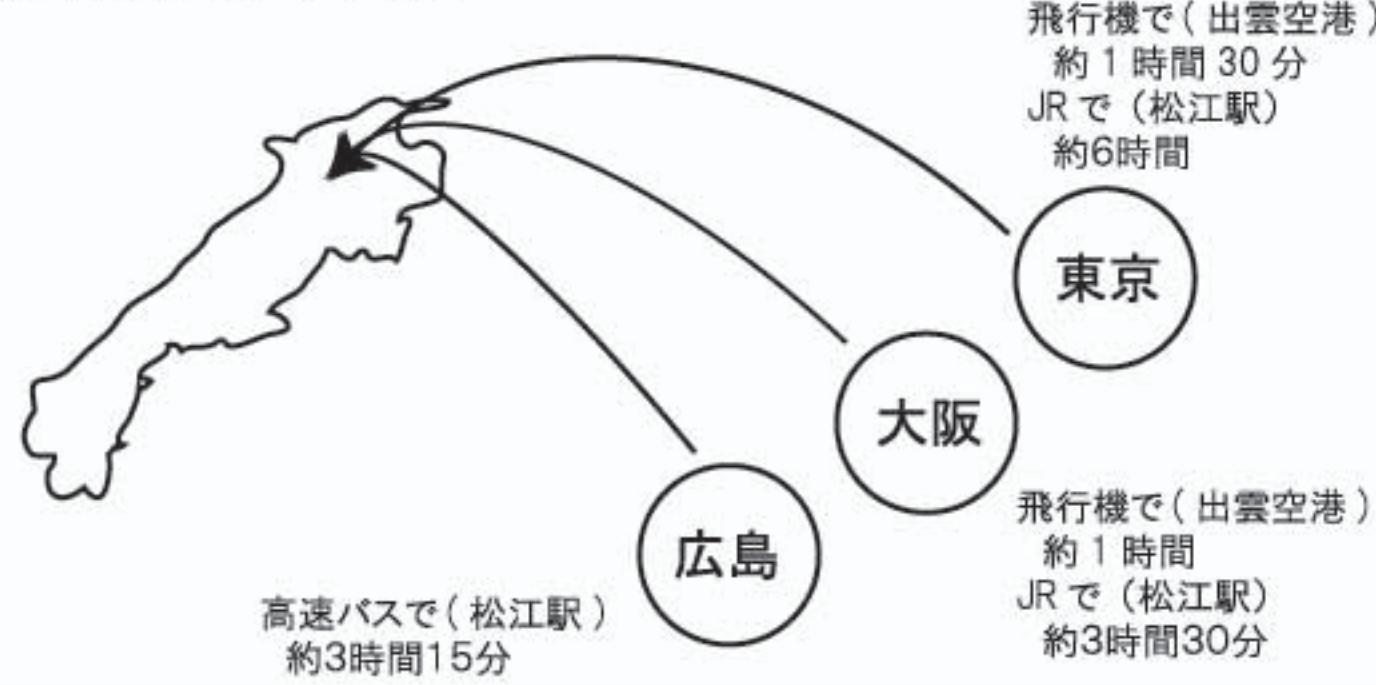 飛行機で( 出雲空港 )
約 1 時間 30 分
JR で（松江駅）
約6時間
東京
大阪
飛行機で( 出雲空港 )
約 1 時間
JR で（松江駅）
約3時間30分
広島
高速バスで( 松江駅 )
約3時間15分